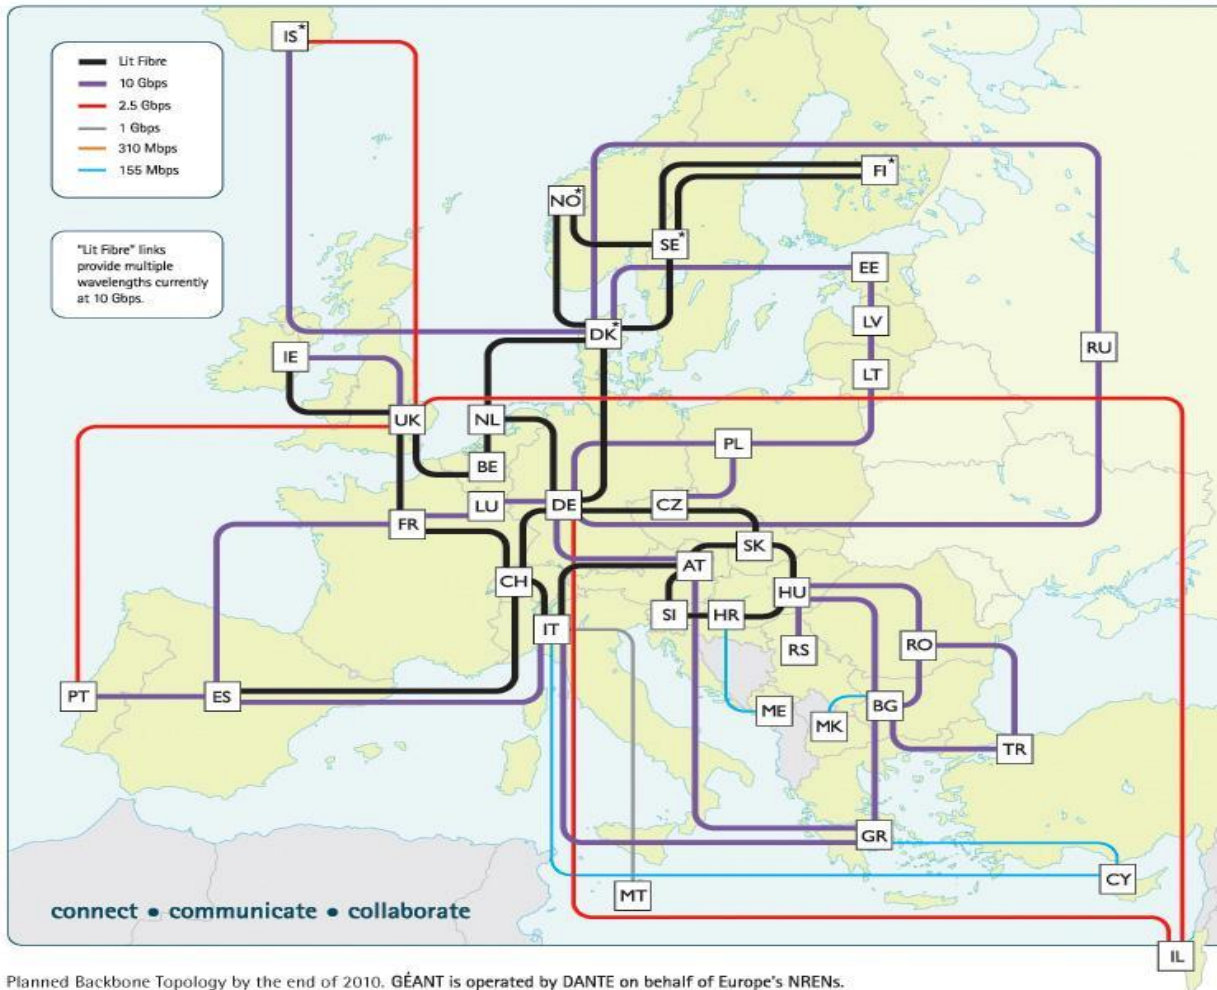 IS*
Lit Fibre
10 Gbps
2.5 Gbps
1 Gbps
310 Mbps
155 Mbps
"Lit Fibre" links
provide multiple
wavelengths currently
at 10 Gbps.
FI*
NO*
SE*
EE
LV
DK*
RU
IE
LT
UK
NL
PL
BE
LU
DE
CZ
FR
SK
AT
CH
HU
SI
HR
IT
RS
RO
PT
ES
ME
BG
MK
TR
GR
CY
MT
connect • communicate • collaborate
IL
Planned Backbone Topology by the end of 2010. GÉANT is operated by DANTE on behalf of Europe's NRENs.